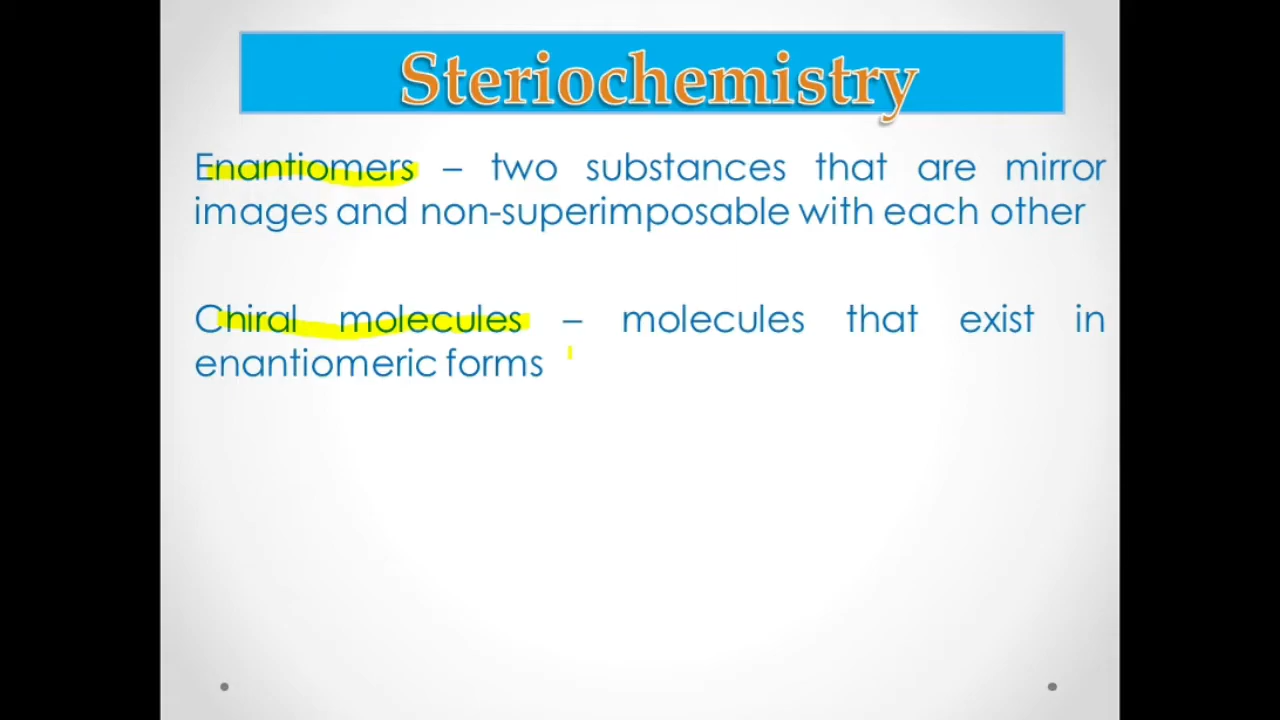 Steriochemistry
Enantiomers – two substances that are mirror
images and non-superimposable with each other
Chiral molecules – molecules that exist in
enantiomeric forms